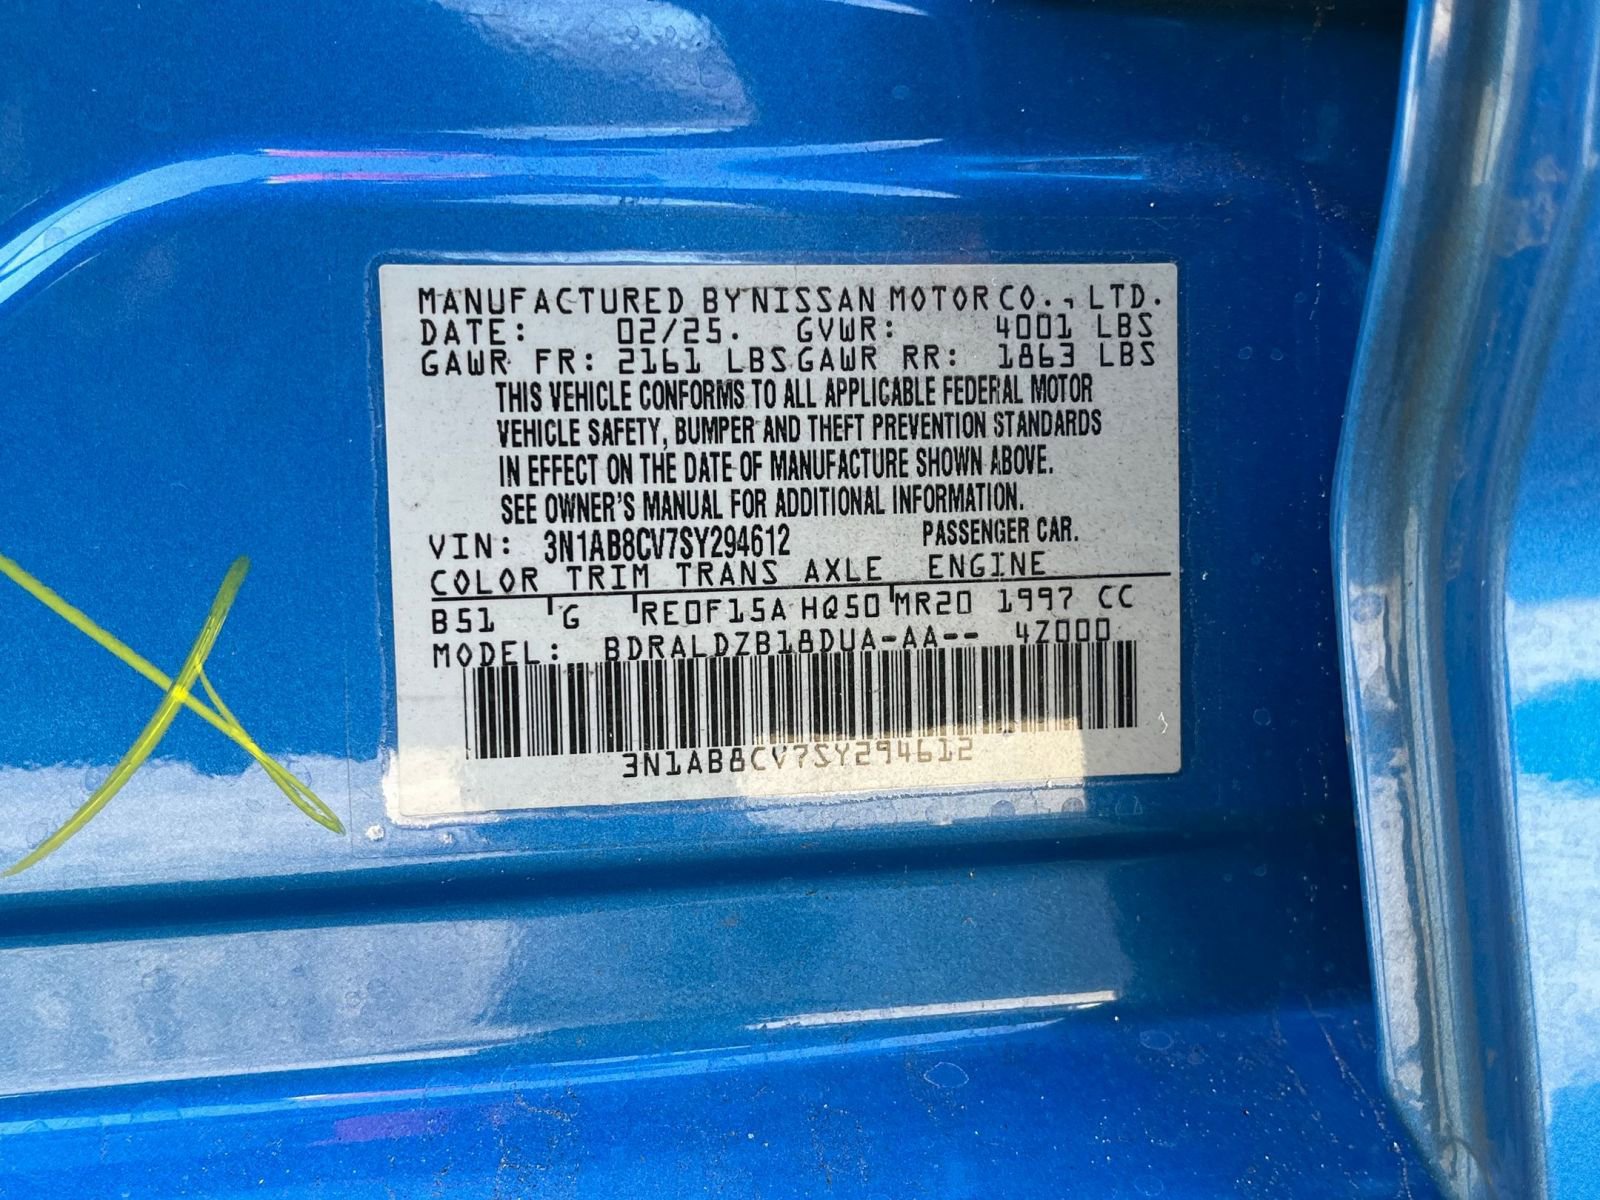 MANUFACTURED BY NISSAN MOTOR CO., LTD.
DATE: 02/25. GVWR: 4001 LBS
GAWR FR: 2161 LBS GAWR RR: 1863 LBS
THIS VEHICLE CONFORMS TO ALL APPLICABLE FEDERAL MOTOR
VEHICLE SAFETY, BUMPER AND THEFT PREVENTION STANDARDS
IN EFFECT ON THE DATE OF MANUFACTURE SHOWN ABOVE.
SEE OWNER'S MANUAL FOR ADDITIONAL INFORMATION.
VIN: 3N1AB8CV7SY294612 PASSENGER CAR.
COLOR TRIM TRANS AXLE ENGINE
B51 G RE0F15A HQ50 MR20 1997 CC
MODEL: BDRALDZB18DUA-AA-- 4Z000
3N1AB8CV7SY294612